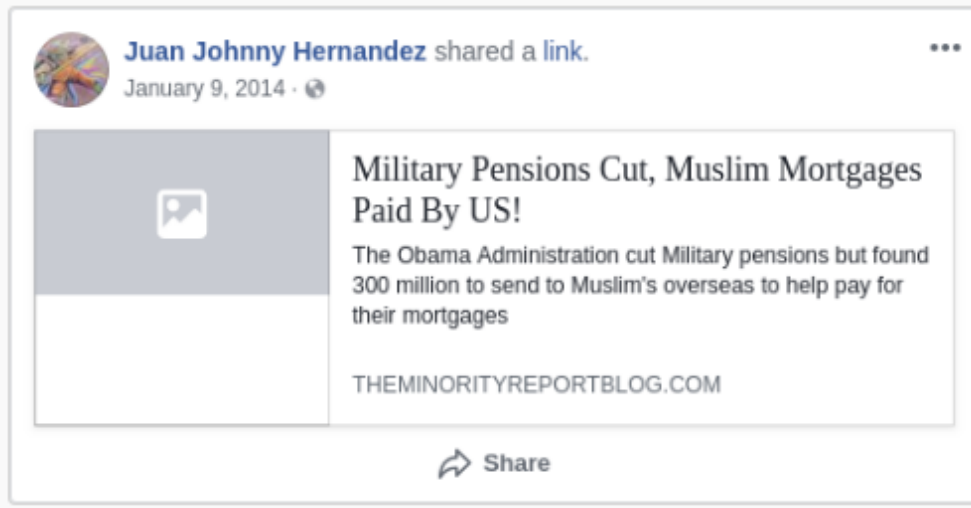 Juan Johnny Hernandez shared a link.
January 9, 2014 ·
Military Pensions Cut, Muslim Mortgages
Paid By US!
The Obama Administration cut Military pensions but found
300 million to send to Muslim's overseas to help pay for
their mortgages
THEMINORITYREPORTBLOG.COM
Share